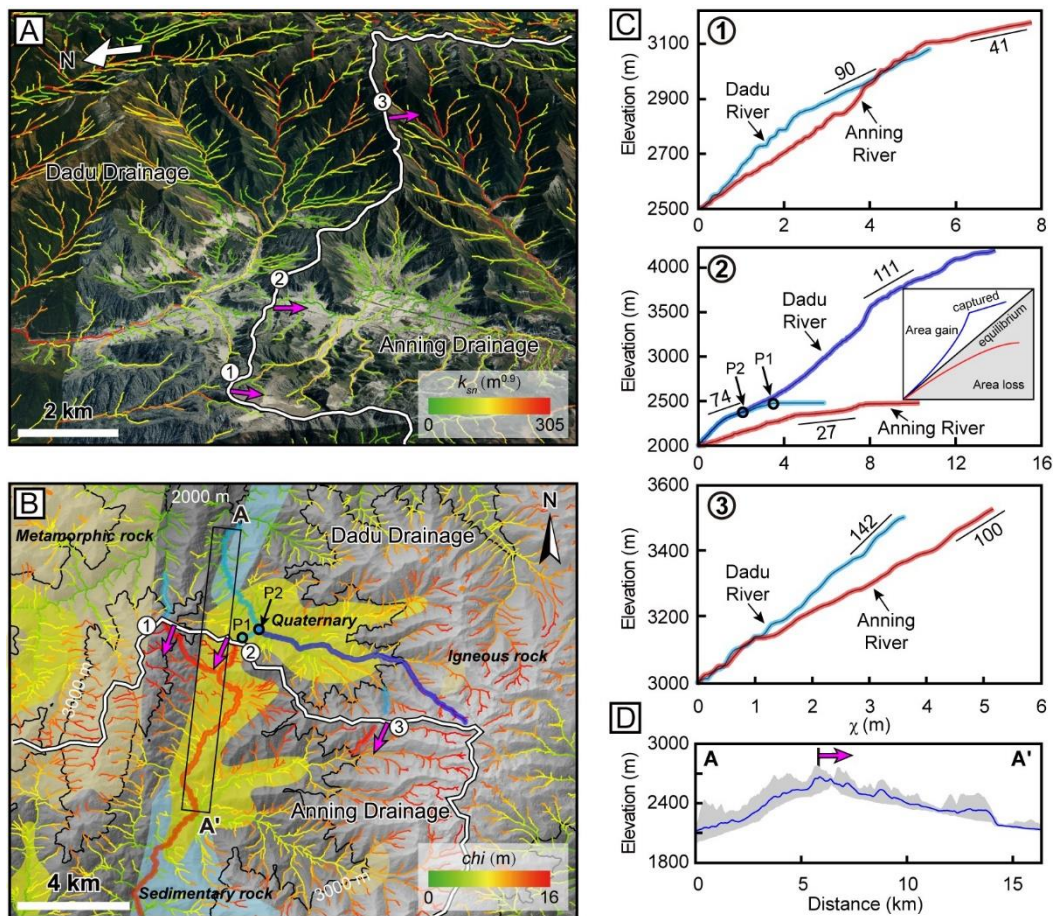 A
N
Dadu Drainage
3
2
1
Anning Drainage
2 km
ksn (m^0.9)
0 305
B
2000 m
A
N
Metamorphic rock
Dadu Drainage
P2
P1
Quaternary
1
2
Igneous rock
3000 m
3
A'
Anning Drainage
4 km
Sedimentary rock
3000 m
chi (m)
0 16
C
1
Elevation (m)
3100
2900
2700
2500
0 2 4 6 8
Dadu
River
90
41
Anning
River
2
Elevation (m)
4000
3500
3000
2500
2000
0 4 8 12 16
111
Dadu
River
P1
P2
74
27
Anning River
captured
equilibrium
Area gain
Area loss
3
Elevation (m)
3600
3400
3200
3000
0 1 2 3 4 5 6
χ (m)
142
100
Dadu
River
Anning
River
D
Elevation (m)
3000
2400
1800
A A'
0 5 10 15
Distance (km)